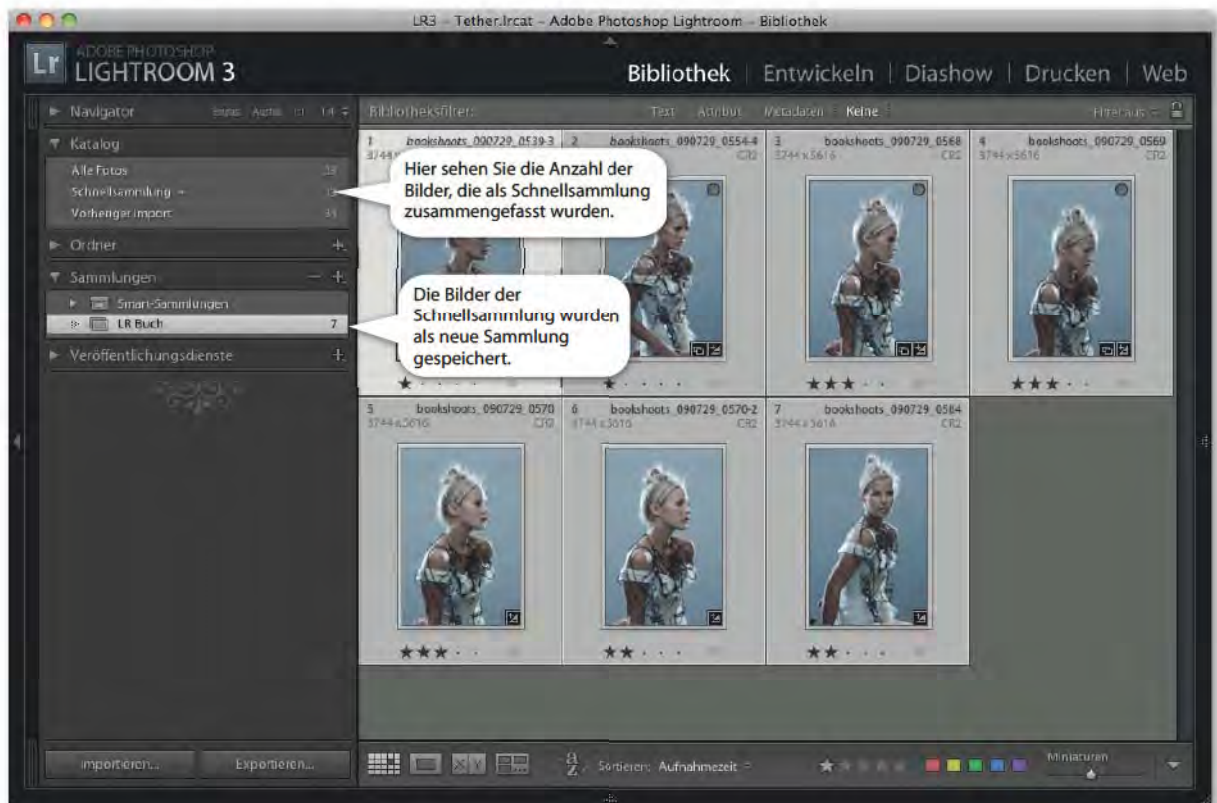 LR3 – Tether.lrcat – Adobe Photoshop Lightroom – Bibliothek
Lr
ADOBE PHOTOSHOP
LIGHTROOM 3
Bibliothek | Entwickeln | Diashow | Drucken | Web
Navigator
Bibliotheksfilter: Text Attribut Metadaten Keine
Katalog
Alle Fotos
Schnellsammlung +
Vorheriger Import
Ordner
Sammlungen
Smart-Sammlungen
LR Buch 7
Veröffentlichungsdienste
Hier sehen Sie die Anzahl der
Bilder, die als Schnellsammlung
zusammengefasst wurden.
Die Bilder der
Schnellsammlung wurden
als neue Sammlung
gespeichert.
1 bookshoots_090729_0539-3
2 bookshoots_090729_0554-4
CR2
3 bookshoots_090729_0568
3744 x 5616 CR2
4 bookshoots_090729_0569
3744 x 5616 CR2
5 bookshoots_090729_0570
3744 x 5616 CR2
6 bookshoots_090729_0570-2
3744 x 5616 CR2
7 bookshoots_090729_0584
3744 x 5616 CR2
Importieren... Exportieren...
X Y
a
z
Sortieren: Aufnahmezeit
Miniaturen